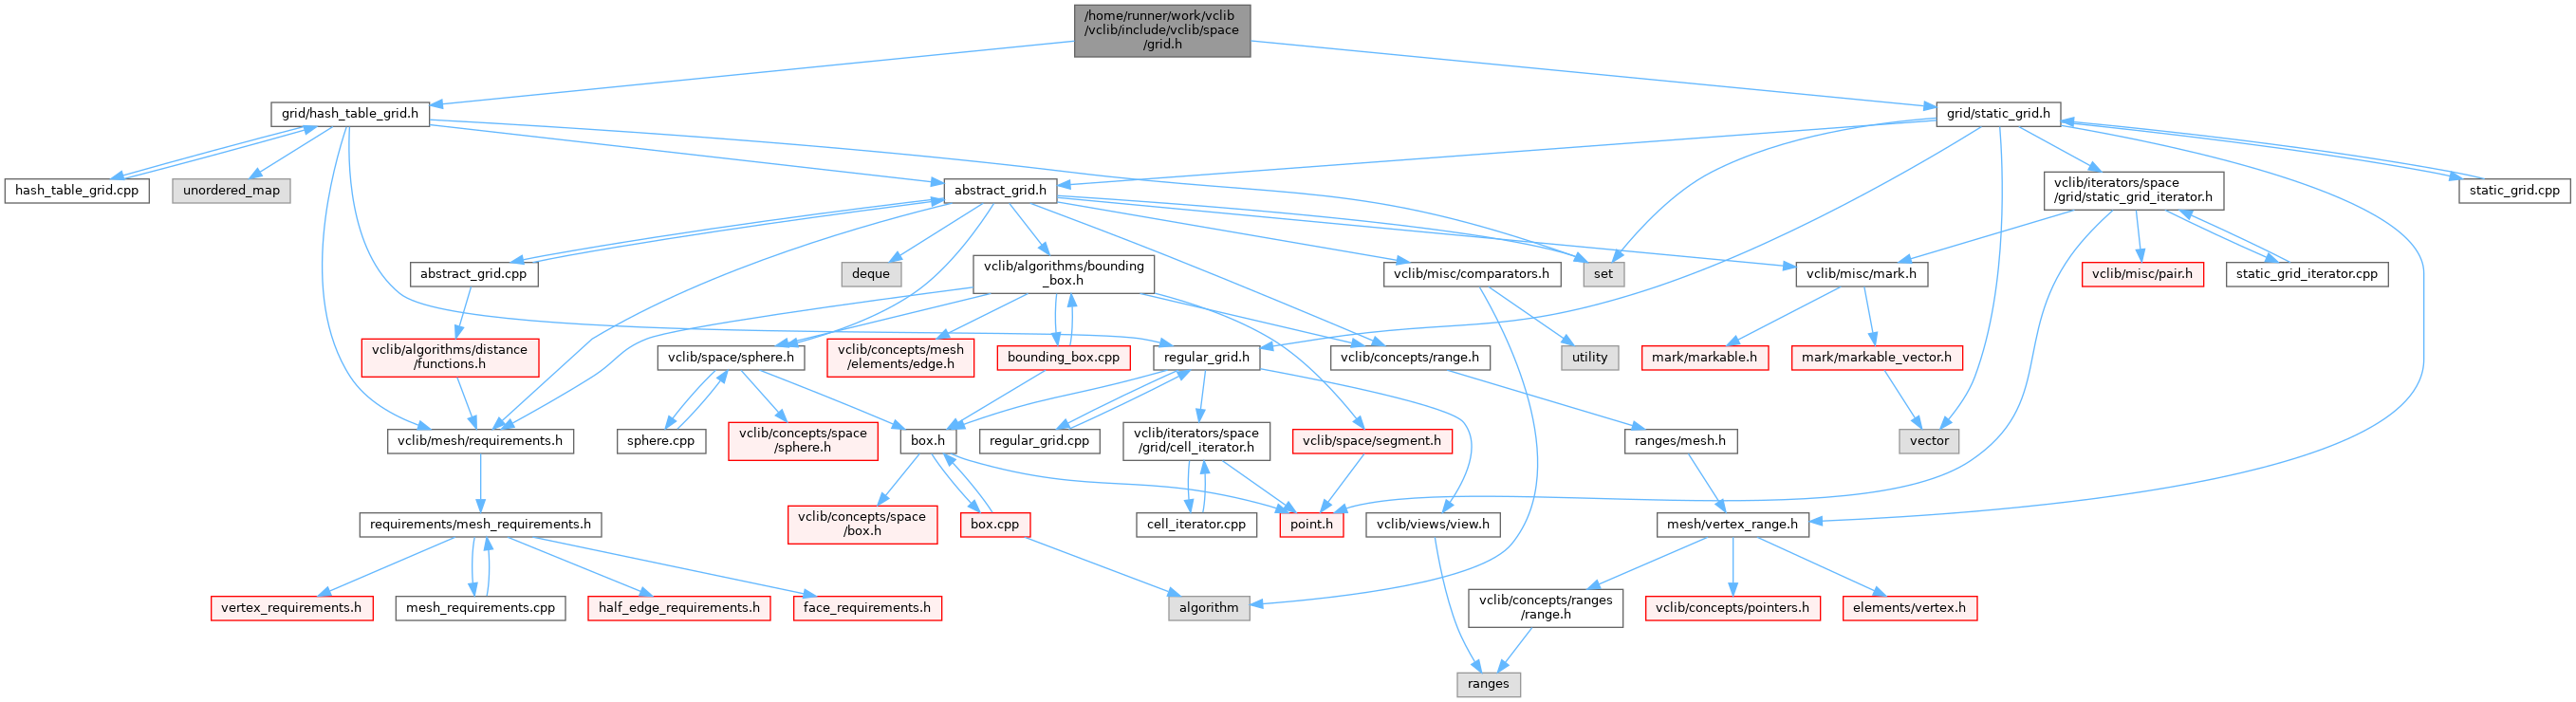 /home/runner/work/vclib
/vclib/include/vclib/space
/grid.h
grid/hash_table_grid.h
grid/static_grid.h
hash_table_grid.cpp
unordered_map
abstract_grid.h
vclib/iterators/space
/grid/static_grid_iterator.h
static_grid.cpp
abstract_grid.cpp
deque
vclib/algorithms/bounding
_box.h
vclib/misc/comparators.h
set
vclib/misc/mark.h
vclib/misc/pair.h
static_grid_iterator.cpp
vclib/algorithms/distance
/functions.h
vclib/space/sphere.h
vclib/concepts/mesh
/elements/edge.h
bounding_box.cpp
regular_grid.h
vclib/concepts/range.h
utility
mark/markable.h
mark/markable_vector.h
vclib/mesh/requirements.h
sphere.cpp
vclib/concepts/space
/sphere.h
box.h
regular_grid.cpp
vclib/iterators/space
/grid/cell_iterator.h
vclib/space/segment.h
ranges/mesh.h
vector
requirements/mesh_requirements.h
vclib/concepts/space
/box.h
box.cpp
cell_iterator.cpp
point.h
vclib/views/view.h
mesh/vertex_range.h
vertex_requirements.h
mesh_requirements.cpp
half_edge_requirements.h
face_requirements.h
algorithm
vclib/concepts/ranges
/range.h
vclib/concepts/pointers.h
elements/vertex.h
ranges